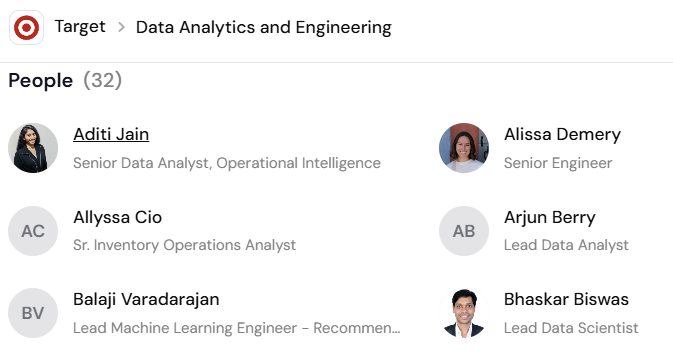 Target > Data Analytics and Engineering
People (32)
Aditi Jain
Senior Data Analyst, Operational Intelligence
Alissa Demery
Senior Engineer
AC
Allyssa Cio
Sr. Inventory Operations Analyst
AB
Arjun Berry
Lead Data Analyst
BV
Balaji Varadarajan
Lead Machine Learning Engineer - Recommen...
Bhaskar Biswas
Lead Data Scientist